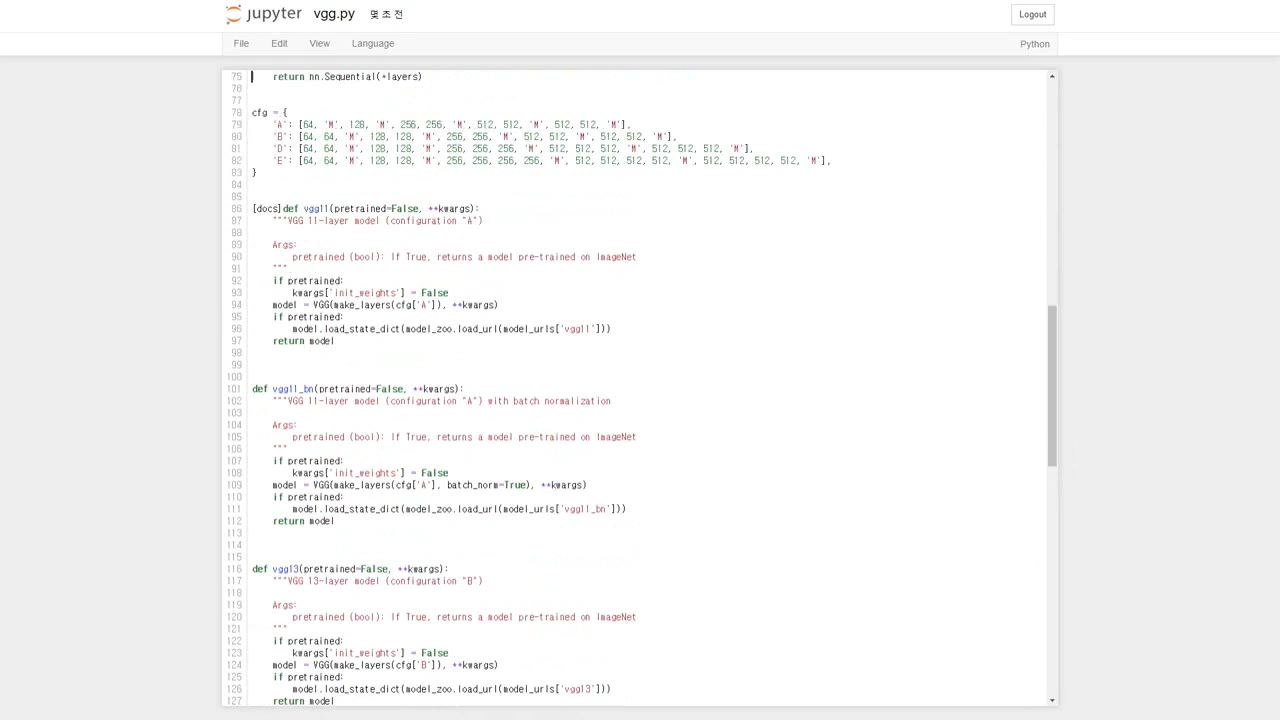 jupyter vgg.py 몇 초 전 Logout
File Edit View Language Python
75 return nn.Sequential(*layers)
76
77
78 cfg = {
79 'A': [64, 'M', 128, 'M', 256, 256, 'M', 512, 512, 'M', 512, 512, 'M'],
80 'B': [64, 64, 'M', 128, 128, 'M', 256, 256, 'M', 512, 512, 'M', 512, 512, 'M'],
81 'D': [64, 64, 'M', 128, 128, 'M', 256, 256, 256, 'M', 512, 512, 512, 'M', 512, 512, 512, 'M'],
82 'E': [64, 64, 'M', 128, 128, 'M', 256, 256, 256, 256, 'M', 512, 512, 512, 512, 'M', 512, 512, 512, 512, 'M'],
83 }
84
85
86 [docs]def vgg11(pretrained=False, **kwargs):
87 """VGG 11-layer model (configuration "A")
88
89 Args:
90 pretrained (bool): If True, returns a model pre-trained on ImageNet
91 """
92 if pretrained:
93 kwargs['init_weights'] = False
94 model = VGG(make_layers(cfg['A']), **kwargs)
95 if pretrained:
96 model.load_state_dict(model_zoo.load_url(model_urls['vgg11']))
97 return model
98
99
100
101 def vgg11_bn(pretrained=False, **kwargs):
102 """VGG 11-layer model (configuration "A") with batch normalization
103
104 Args:
105 pretrained (bool): If True, returns a model pre-trained on ImageNet
106 """
107 if pretrained:
108 kwargs['init_weights'] = False
109 model = VGG(make_layers(cfg['A'], batch_norm=True), **kwargs)
110 if pretrained:
111 model.load_state_dict(model_zoo.load_url(model_urls['vgg11_bn']))
112 return model
113
114
115
116 def vgg13(pretrained=False, **kwargs):
117 """VGG 13-layer model (configuration "B")
118
119 Args:
120 pretrained (bool): If True, returns a model pre-trained on ImageNet
121 """
122 if pretrained:
123 kwargs['init_weights'] = False
124 model = VGG(make_layers(cfg['B']), **kwargs)
125 if pretrained:
126 model.load_state_dict(model_zoo.load_url(model_urls['vgg13']))
127 return model